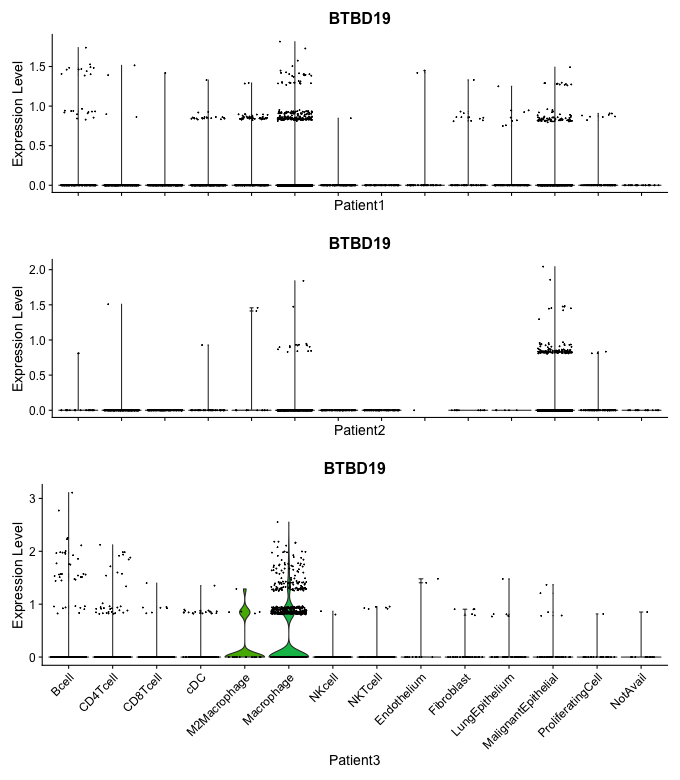 BTBD19
Expression Level
1.5
1.0
0.5
0.0
Patient1
BTBD19
Expression Level
2.0
1.5
1.0
0.5
0.0
Patient2
BTBD19
Expression Level
3
2
1
0
Bcell
CD4Tcell
CD8Tcell
cDC
M2Macrophage
Macrophage
NKcell
NKTcell
Endothelium
Fibroblast
LungEpithelium
MalignantEpithelial
ProliferatingCell
NotAvail
Patient3